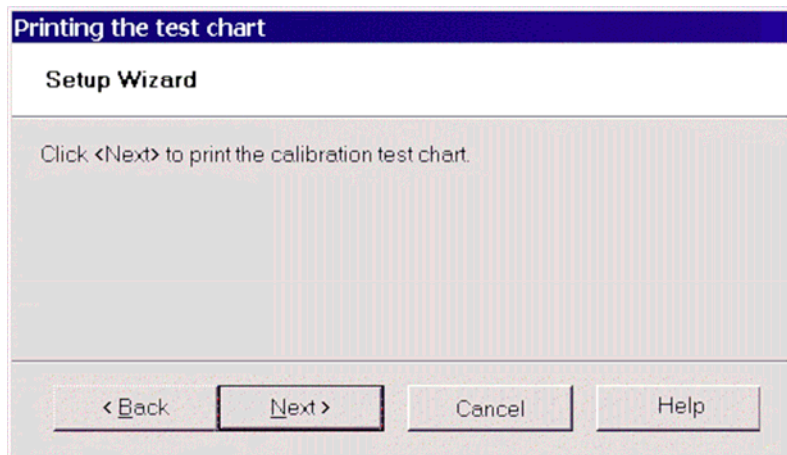 Printing the test chart
Setup Wizard
Click <Next> to print the calibration test chart.
< Back Next > Cancel Help